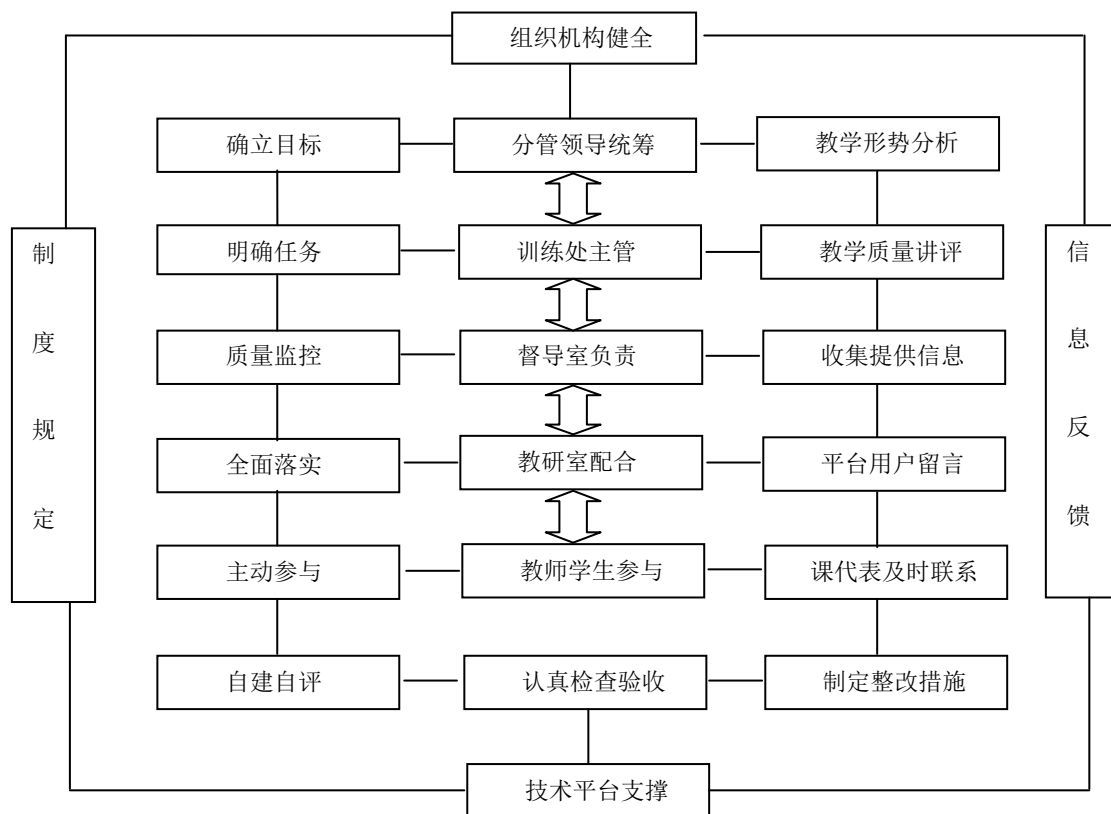 组织机构健全
确立目标
分管领导统筹
教学形势分析
明确任务
训练处主管
教学质量讲评
质量监控
督导室负责
收集提供信息
全面落实
教研室配合
平台用户留言
主动参与
教师学生参与
课代表及时联系
自建自评
认真检查验收
制定整改措施
技术平台支撑
制度规定
信息反馈